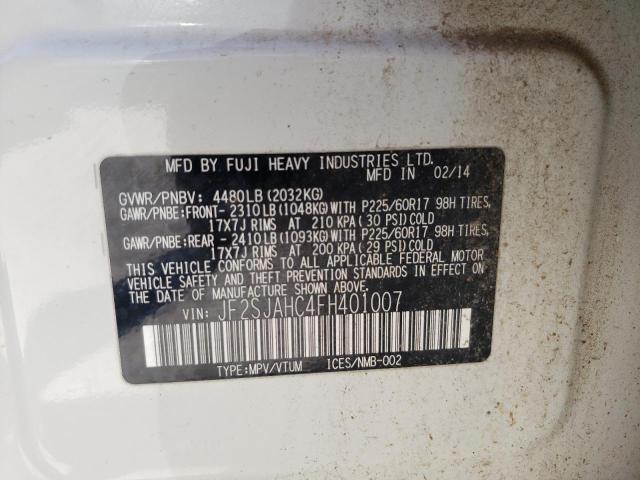 MFD BY FUJI HEAVY INDUSTRIES LTD.
MFD IN 02/14
GVWR/PNBV: 4480LB (2032KG)
GAWR/PNBE:FRONT- 2310LB(1048KG)WITH P225/60R17 98H TIRES,
17X7J RIMS AT 210 KPA (30 PSI)COLD
GAWR/PNBE:REAR - 2410LB(1093KG)WITH P225/60R17 98H TIRES,
17X7J RIMS AT 200 KPA (29 PSI)COLD
THIS VEHICLE CONFORMS TO ALL APPLICABLE FEDERAL MOTOR
VEHICLE SAFETY AND THEFT PREVENTION STANDARDS IN EFFECT ON
THE DATE OF MANUFACTURE SHOWN ABOVE.
VIN: JF2SJAHC4FH401007
TYPE:MPV/VTUM ICES/NMB-002